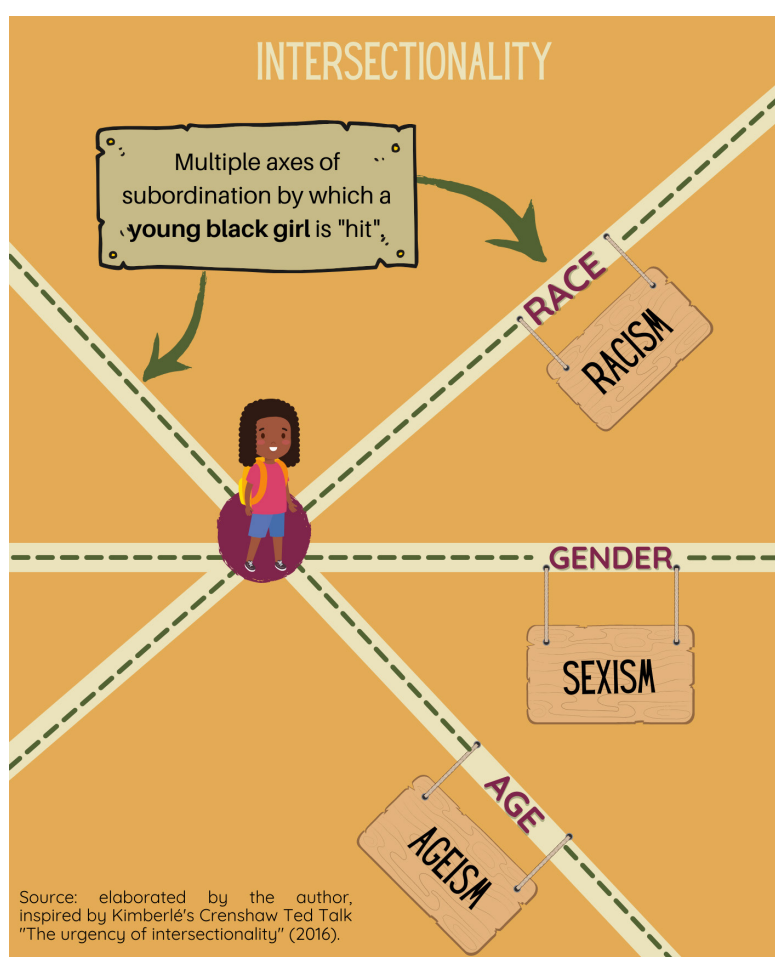 INTERSECTIONALITY
Multiple axes of
subordination by which a
young black girl is "hit"
RACE
RACISM
GENDER
SEXISM
AGE
AGEISM
Source: elaborated by the author,
inspired by Kimberlé's Crenshaw Ted Talk
"The urgency of intersectionality" (2016).